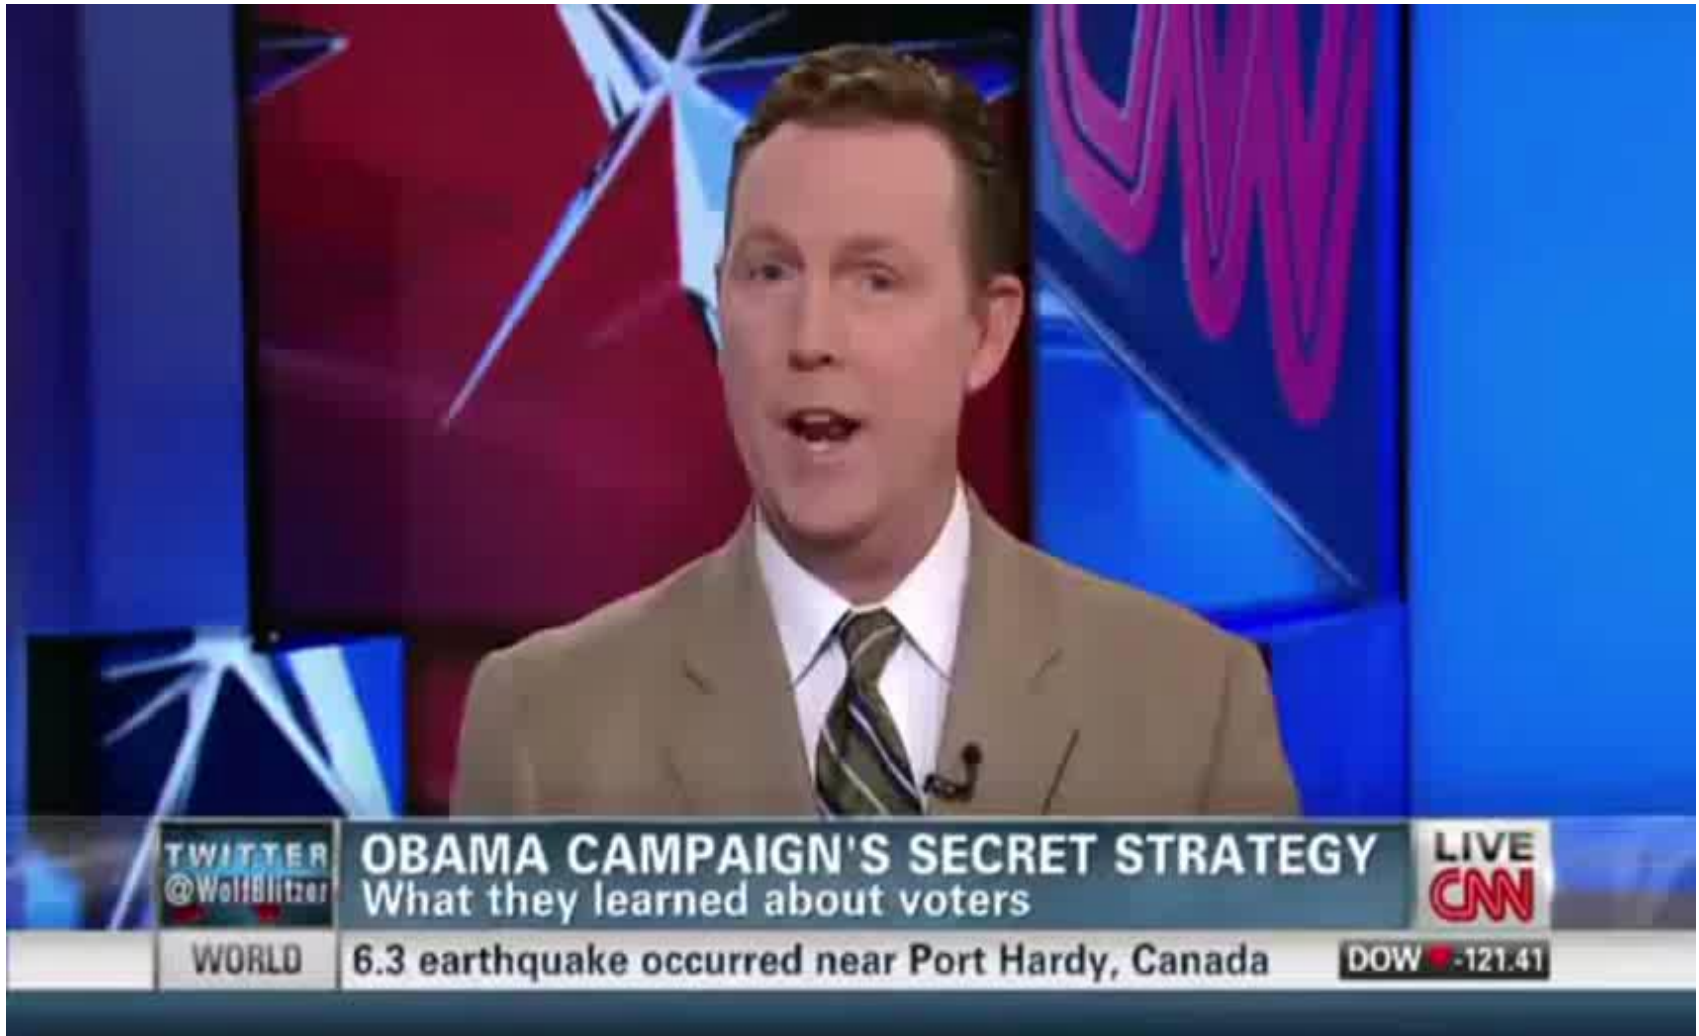 TWITTER
@WolfBlitzer
OBAMA CAMPAIGN'S SECRET STRATEGY
What they learned about voters
LIVE
CNN
WORLD
6.3 earthquake occurred near Port Hardy, Canada
DOW -121.41